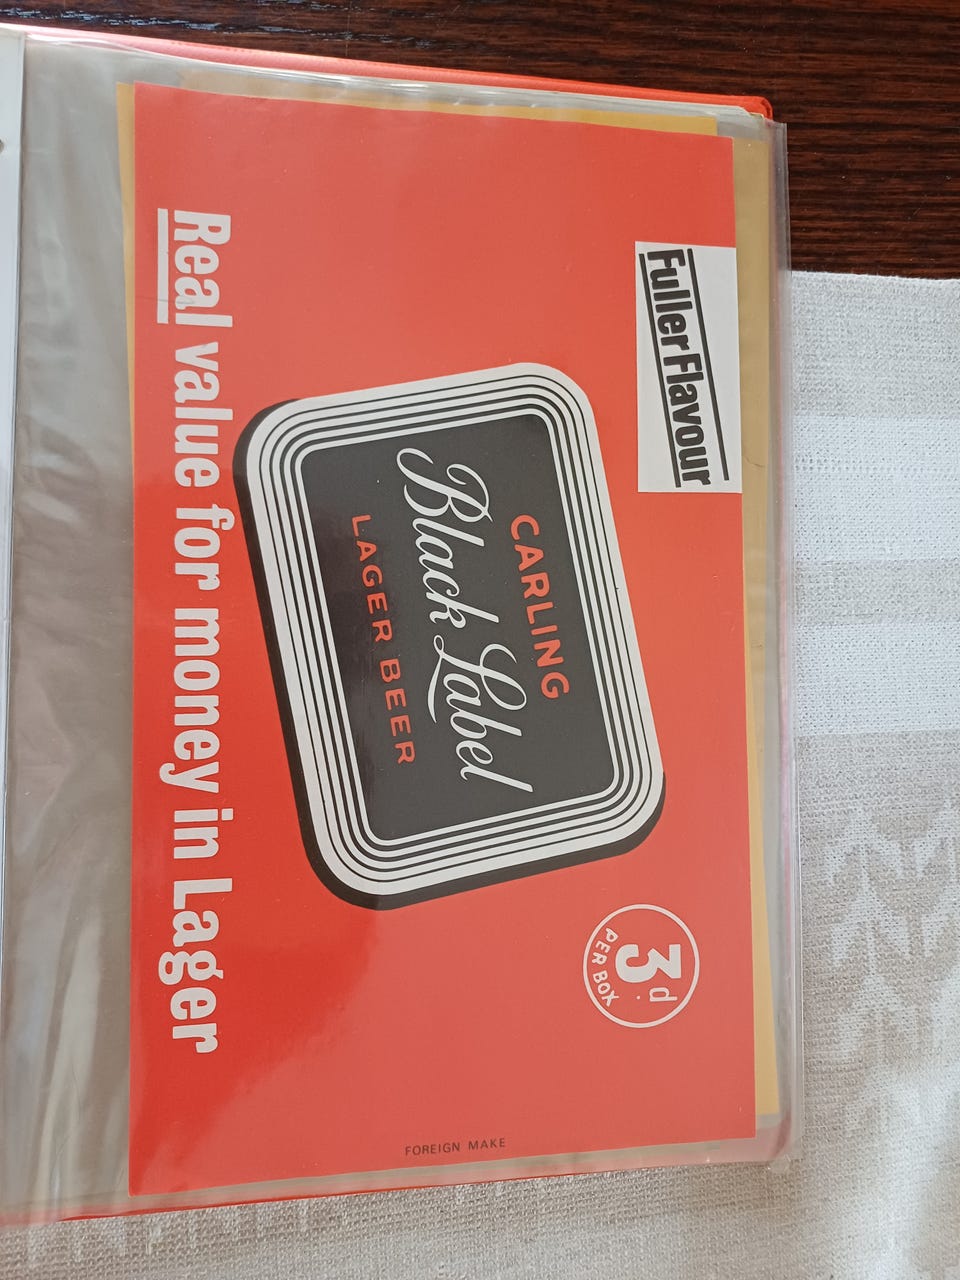 Fuller Flavour
CARLING
Black Label
LAGER BEER
3d.
PER BOX
Real value for money in Lager
FOREIGN MAKE